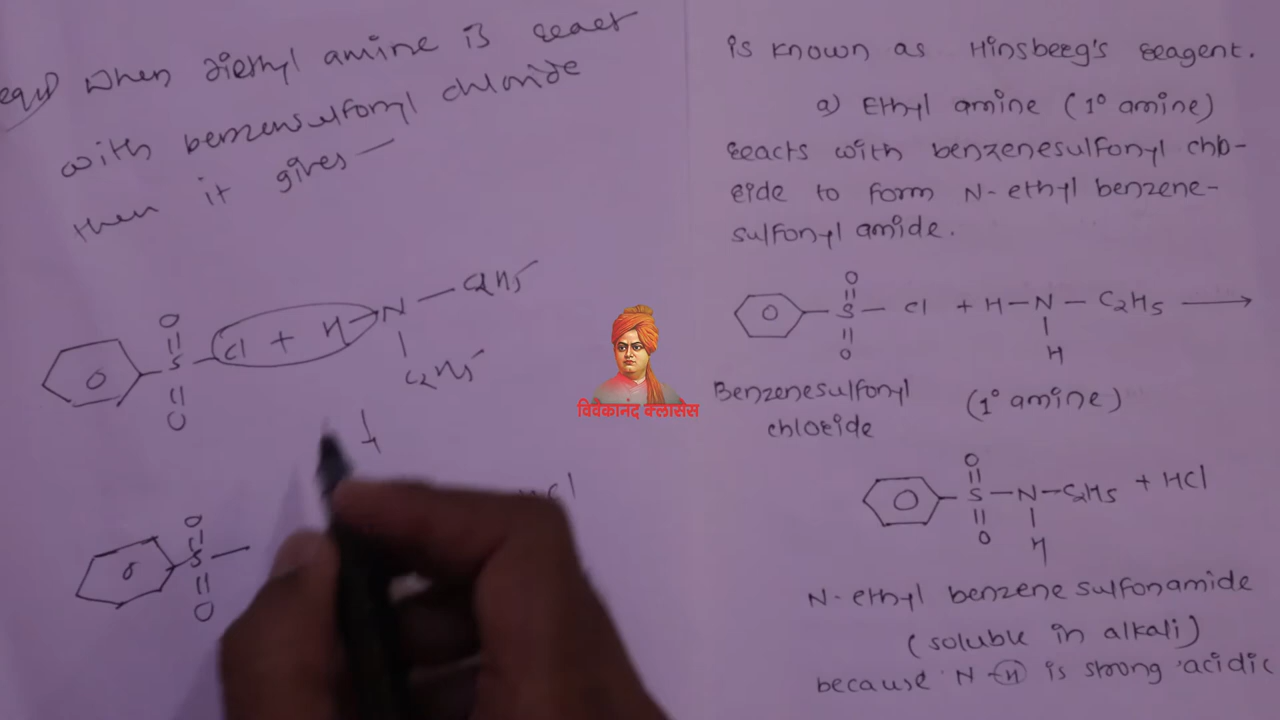 When diethyl amine is react
with benzensulfonyl chloride
then it gives —
O
S
O
Cl + H — N — C2H5
C2H5
O
S
O
is known as Hinsberg's reagent.
a) Ethyl amine (1° amine)
reacts with benzenesulfonyl chlo-
ride to form N-ethyl benzene-
sulfonyl amide.
O
S — Cl + H — N — C2H5 →
O H
Benzenesulfonyl (1° amine)
chloride
O
S — N — C2H5 + HCl
O H
N-ethyl benzene sulfonamide
(soluble in alkali)
because N-H is strong acidic
विवेकानंद क्लासेस